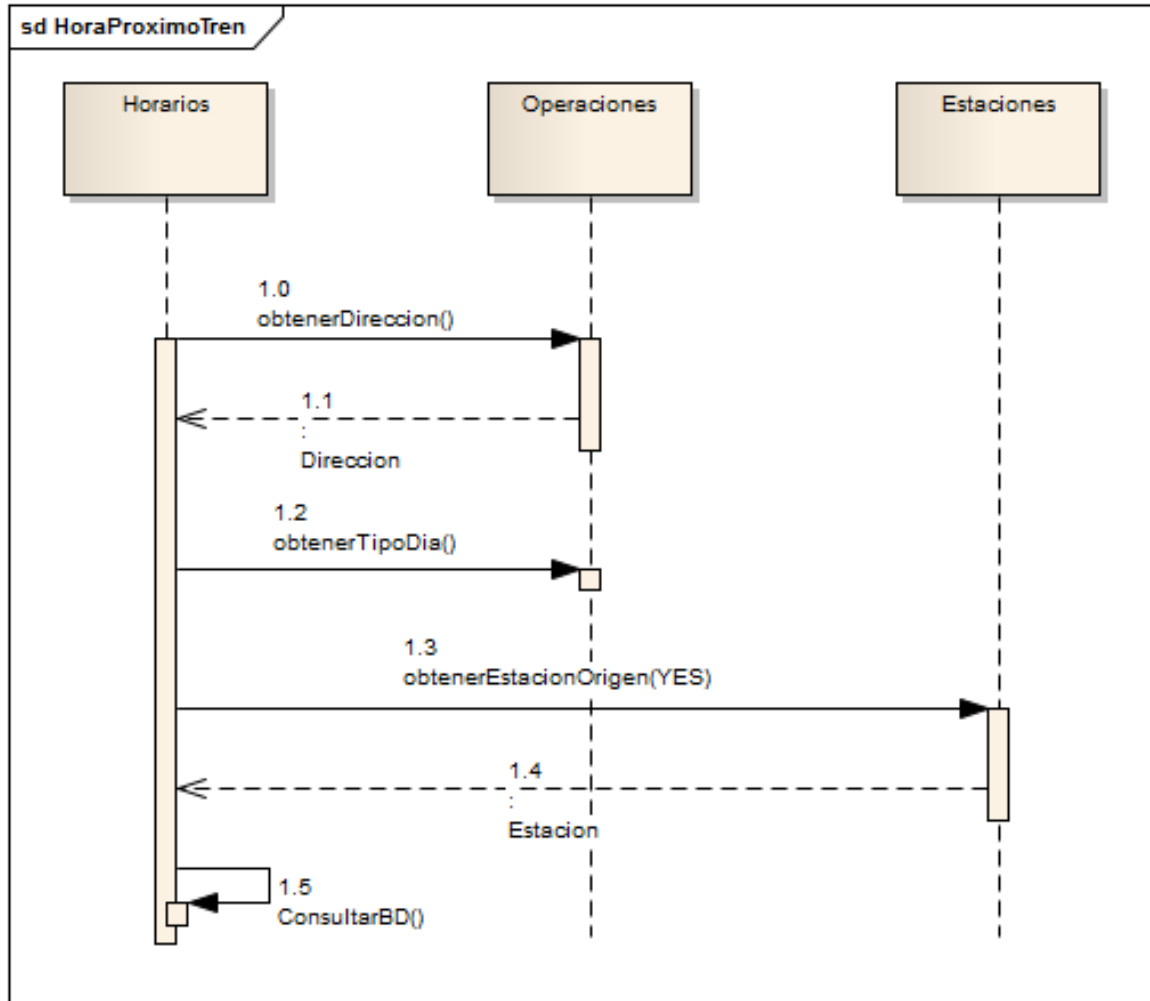 sd HoraProximoTren
Horarios
Operaciones
Estaciones
1.0
obtenerDireccion()
1.1
:
Direccion
1.2
obtenerTipoDia()
1.3
obtenerEstacionOrigen(YES)
1.4
:
Estacion
1.5
ConsultarBD()